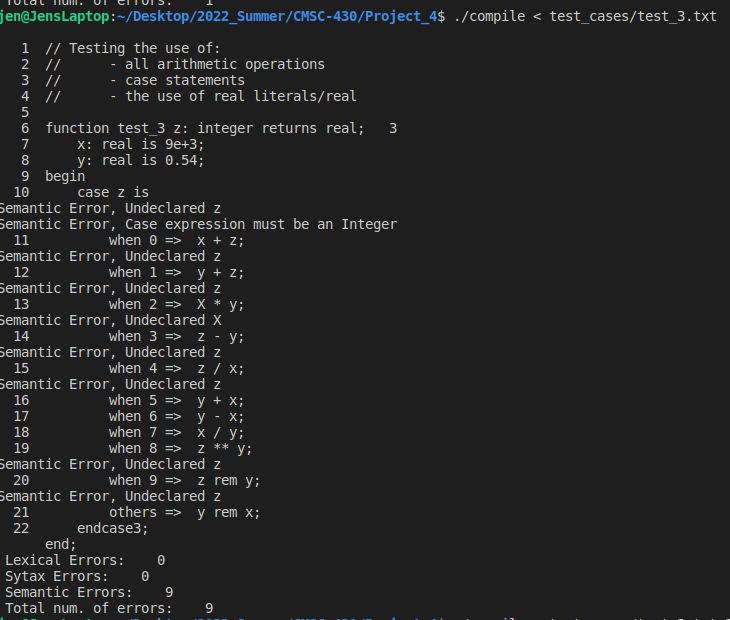 Total num. of errors:    1
jen@JensLaptop:~/Desktop/2022_Summer/CMSC-430/Project_4$ ./compile < test_cases/test_3.txt
1  // Testing the use of:
2  //      - all arithmetic operations
3  //      - case statements
4  //      - the use of real literals/real
5
6  function test_3 z: integer returns real;   3
7      x: real is 9e+3;
8      y: real is 0.54;
9  begin
10      case z is
Semantic Error, Undeclared z
Semantic Error, Case expression must be an Integer
11          when 0 =>  x + z;
Semantic Error, Undeclared z
12          when 1 =>  y + z;
Semantic Error, Undeclared z
13          when 2 =>  X * y;
Semantic Error, Undeclared X
14          when 3 =>  z - y;
Semantic Error, Undeclared z
15          when 4 =>  z / x;
Semantic Error, Undeclared z
16          when 5 =>  y + x;
17          when 6 =>  y - x;
18          when 7 =>  x / y;
19          when 8 =>  z ** y;
Semantic Error, Undeclared z
20          when 9 =>  z rem y;
Semantic Error, Undeclared z
21          others =>  y rem x;
22      endcase3;
end;
Lexical Errors:    0
Sytax Errors:    0
Semantic Errors:    9
Total num. of errors:    9